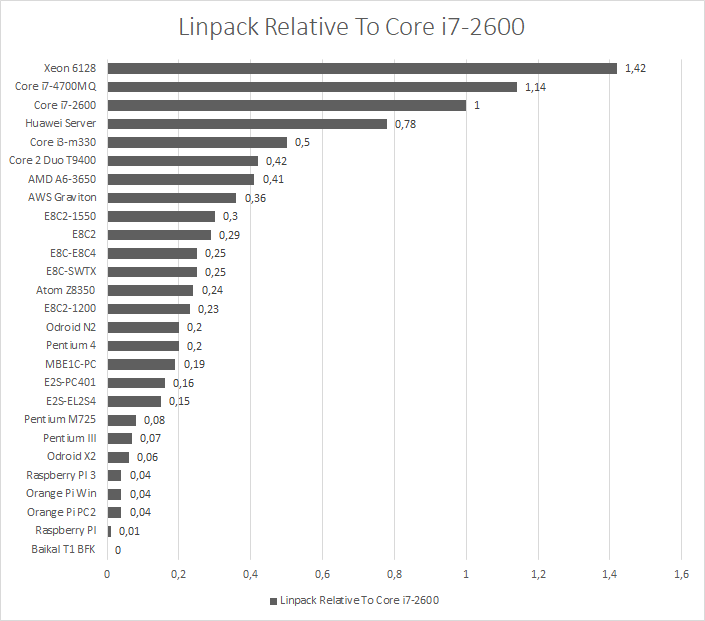 Linpack Relative To Core i7-2600
Xeon 6128 1,42
Core i7-4700MQ 1,14
Core i7-2600 1
Huawei Server 0,78
Core i3-m330 0,5
Core 2 Duo T9400 0,42
AMD A6-3650 0,41
AWS Graviton 0,36
E8C2-1550 0,3
E8C2 0,29
E8C-E8C4 0,25
E8C-SWTX 0,25
Atom Z8350 0,24
E8C2-1200 0,23
Odroid N2 0,2
Pentium 4 0,2
MBE1C-PC 0,19
E2S-PC401 0,16
E2S-EL2S4 0,15
Pentium M725 0,08
Pentium III 0,07
Odroid X2 0,06
Raspberry PI 3 0,04
Orange Pi Win 0,04
Orange Pi PC2 0,04
Raspberry PI 0,01
Baikal T1 BFK 0
0 0,2 0,4 0,6 0,8 1 1,2 1,4 1,6
Linpack Relative To Core i7-2600